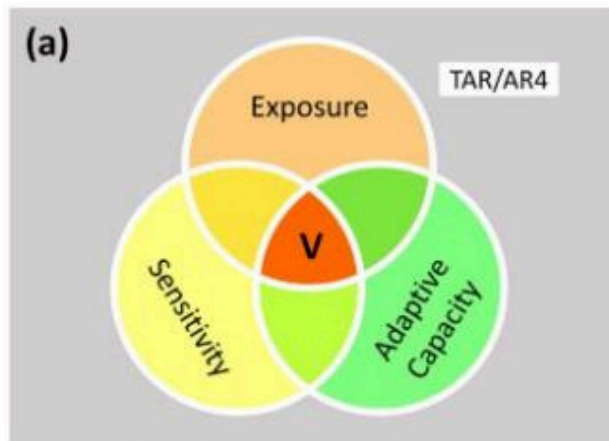 (a)
TAR/AR4
Exposure
V
Sensitivity
Adaptive
Capacity